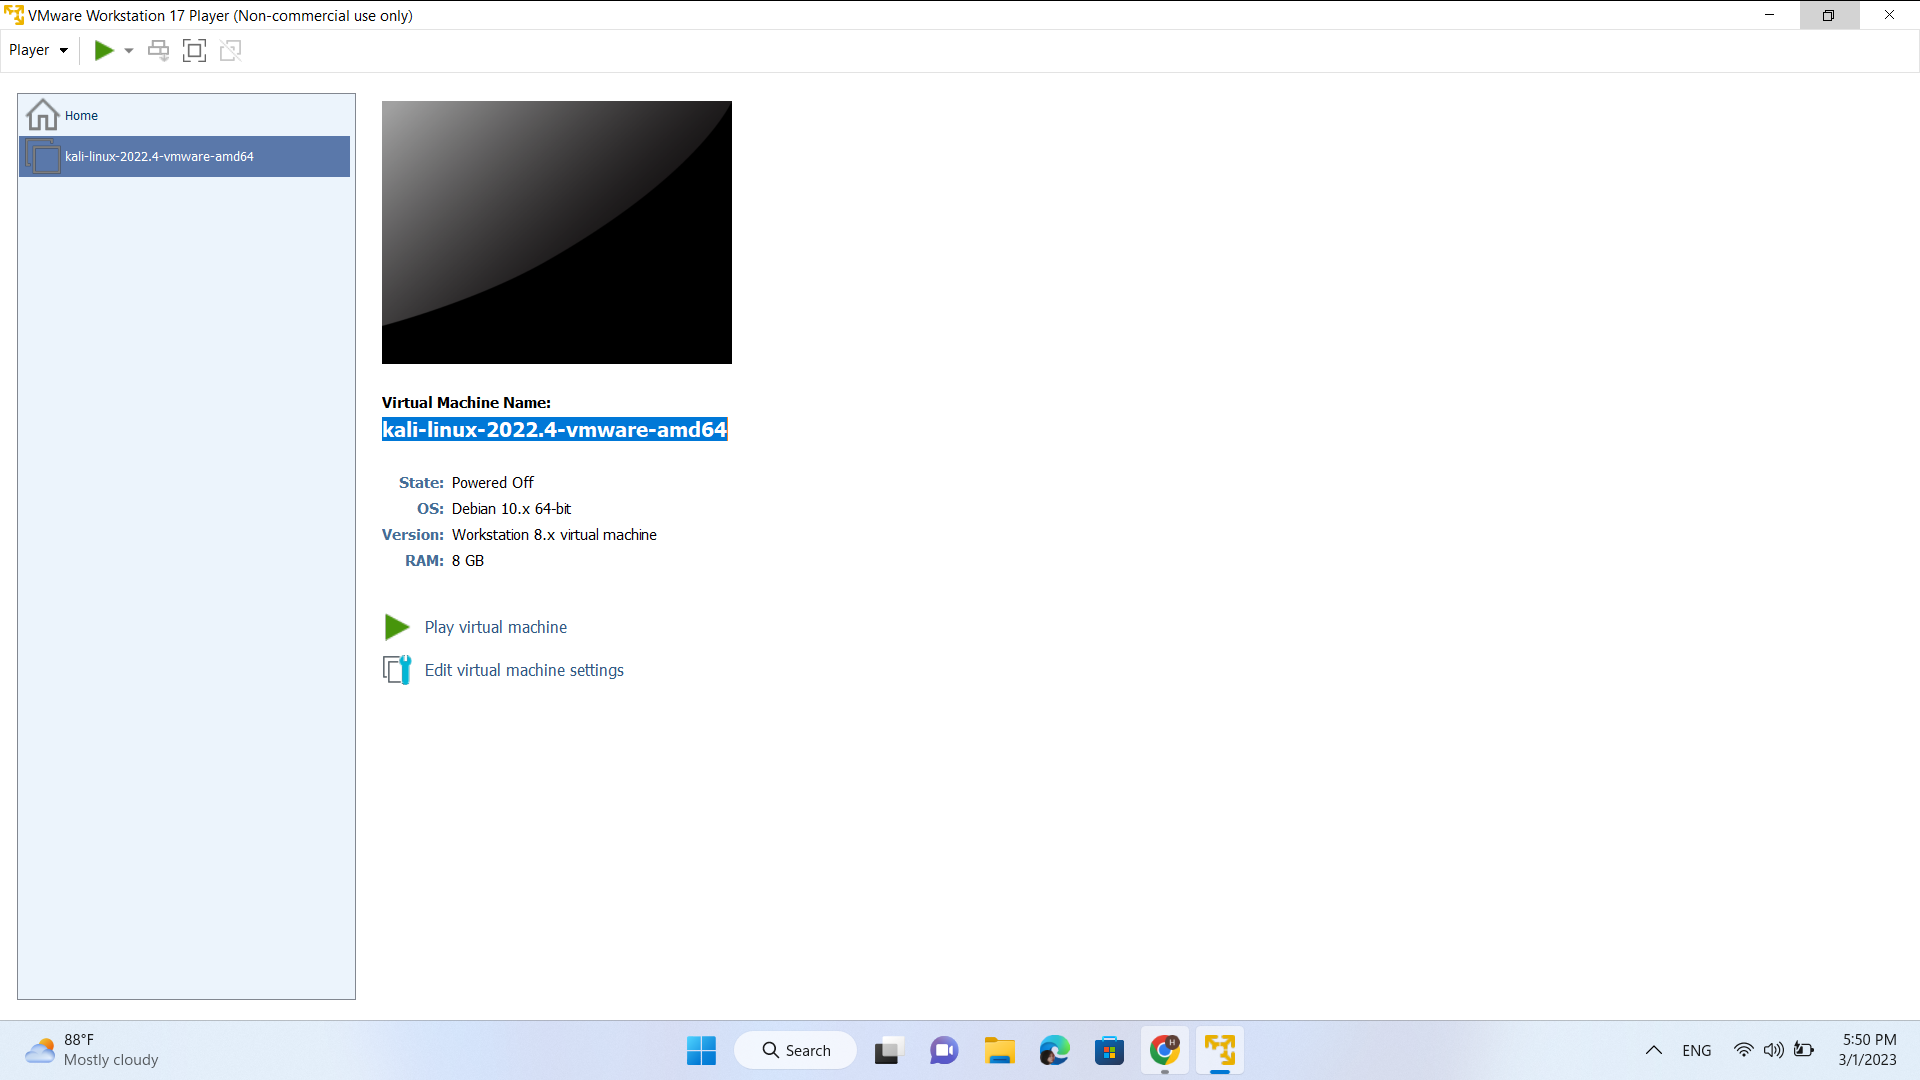 VMware Workstation 17 Player (Non-commercial use only)
Player
Home
kali-linux-2022.4-vmware-amd64
Virtual Machine Name:
kali-linux-2022.4-vmware-amd64
State: Powered Off
OS: Debian 10.x 64-bit
Version: Workstation 8.x virtual machine
RAM: 8 GB
Play virtual machine
Edit virtual machine settings
88°F
Mostly cloudy
Search
H
ENG
5:50 PM
3/1/2023